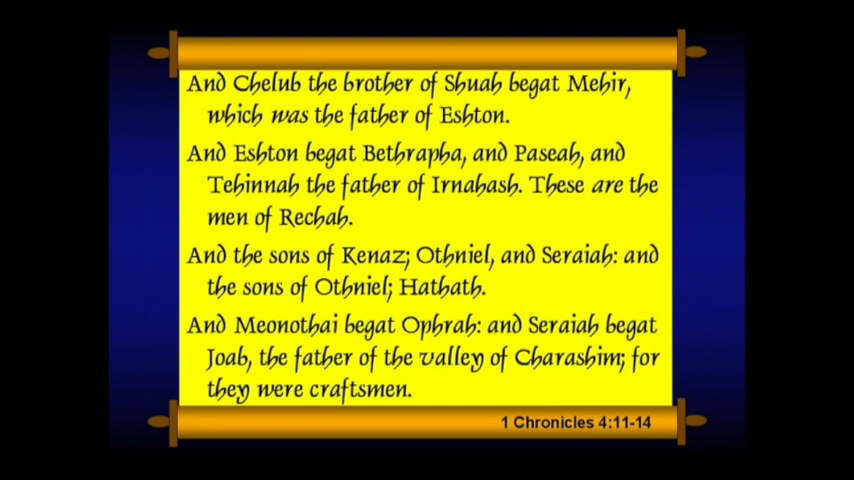 And Chelub the brother of Shuah begat Mehir,
which was the father of Eshton.
And Eshton begat Bethrapha, and Paseah, and
Tehinnah the father of Irnahash. These are the
men of Rechah.
And the sons of Kenaz; Othniel, and Seraiah: and
the sons of Othniel; Hathath.
And Meonothai begat Ophrah: and Seraiah begat
Joab, the father of the valley of Charashim; for
they were craftsmen.
1 Chronicles 4:11-14